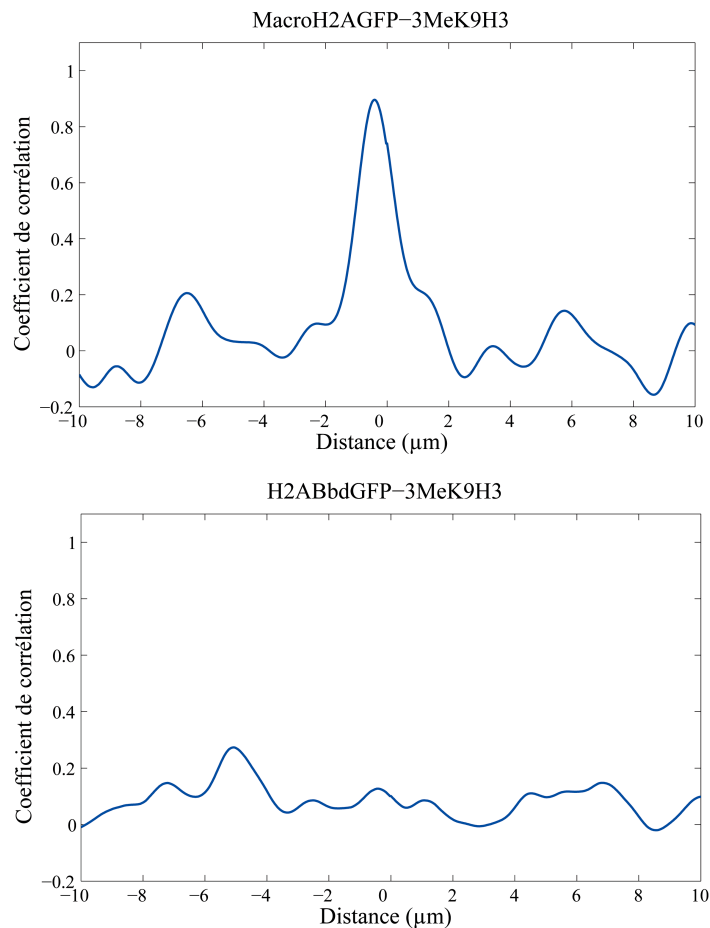 MacroH2AGFP−3MeK9H3
1
0.8
0.6
0.4
0.2
0
−0.2
Coefficient de corrélation
−10 −8 −6 −4 −2 0 2 4 6 8 10
Distance (µm)
H2ABbdGFP−3MeK9H3
1
0.8
0.6
0.4
0.2
0
−0.2
Coefficient de corrélation
−10 −8 −6 −4 −2 0 2 4 6 8 10
Distance (µm)